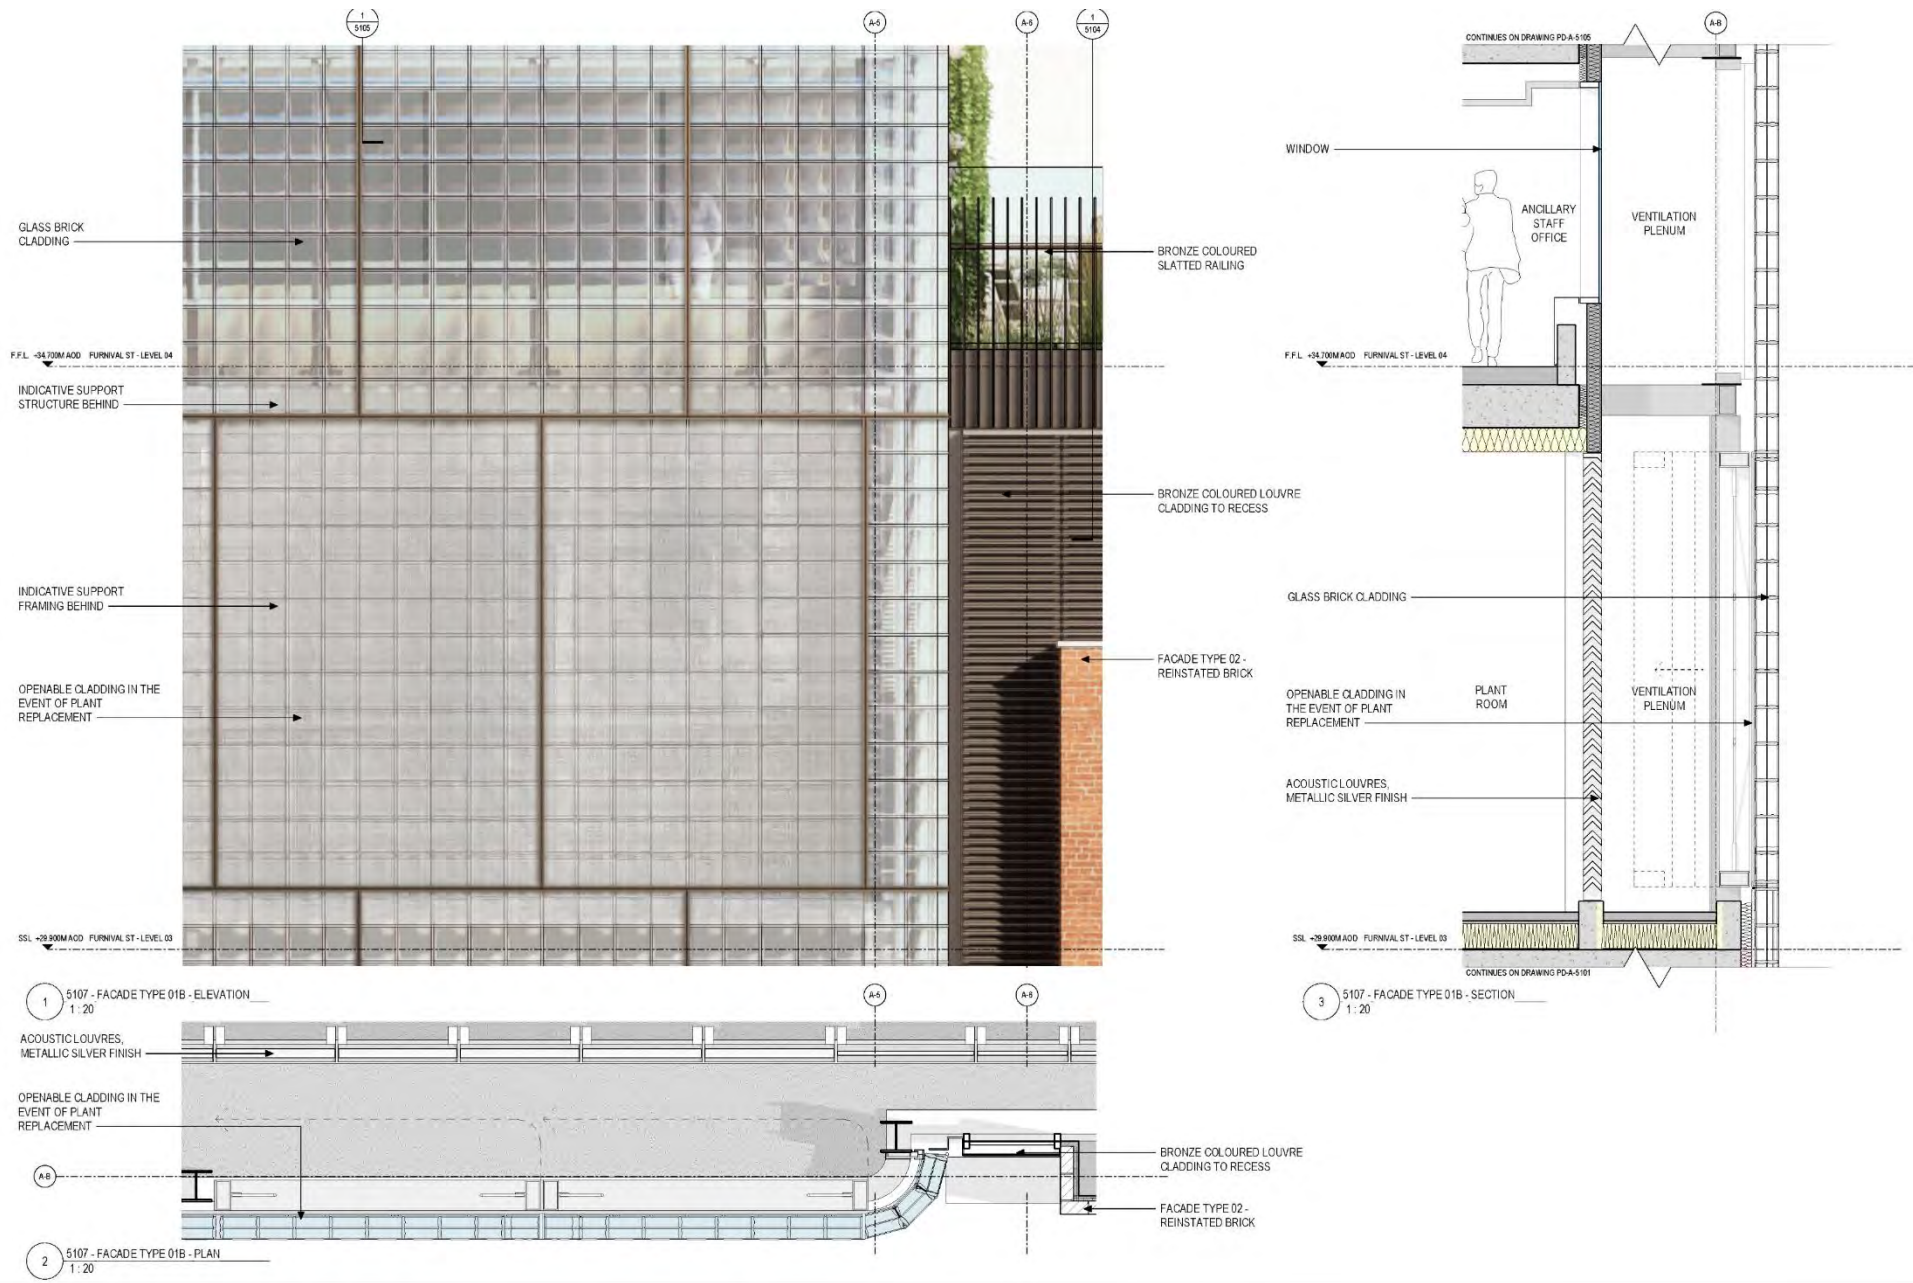 1
5105
A-5
A-6
1
5104
GLASS BRICK
CLADDING
F.F.L. +34.700M AOD FURNIVAL ST - LEVEL 04
INDICATIVE SUPPORT
STRUCTURE BEHIND
INDICATIVE SUPPORT
FRAMING BEHIND
OPENABLE CLADDING IN THE
EVENT OF PLANT
REPLACEMENT
SSL +29.900M AOD FURNIVAL ST - LEVEL 03
BRONZE COLOURED
SLATTED RAILING
BRONZE COLOURED LOUVRE
CLADDING TO RECESS
FACADE TYPE 02 -
REINSTATED BRICK
1
5107 - FACADE TYPE 01B - ELEVATION
1 : 20
A-5
A-6
ACOUSTIC LOUVRES,
METALLIC SILVER FINISH
OPENABLE CLADDING IN THE
EVENT OF PLANT
REPLACEMENT
A-B
BRONZE COLOURED LOUVRE
CLADDING TO RECESS
FACADE TYPE 02 -
REINSTATED BRICK
2
5107 - FACADE TYPE 01B - PLAN
1 : 20
A-B
CONTINUES ON DRAWING PD-A-5105
WINDOW
ANCILLARY
STAFF
OFFICE
VENTILATION
PLENUM
F.F.L. +34.700M AOD FURNIVAL ST - LEVEL 04
GLASS BRICK CLADDING
OPENABLE CLADDING IN
THE EVENT OF PLANT
REPLACEMENT
PLANT
ROOM
VENTILATION
PLENUM
ACOUSTIC LOUVRES,
METALLIC SILVER FINISH
SSL +29.900M AOD FURNIVAL ST - LEVEL 03
CONTINUES ON DRAWING PD-A-5101
3
5107 - FACADE TYPE 01B - SECTION
1 : 20